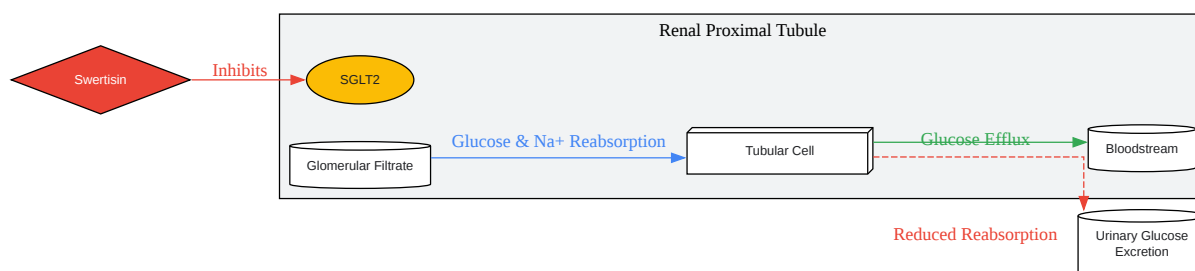 Renal Proximal Tubule
Swertisin
Inhibits
SGLT2
Glomerular Filtrate
Glucose & Na+ Reabsorption
Tubular Cell
Glucose Efflux
Bloodstream
Reduced Reabsorption
Urinary Glucose
Excretion